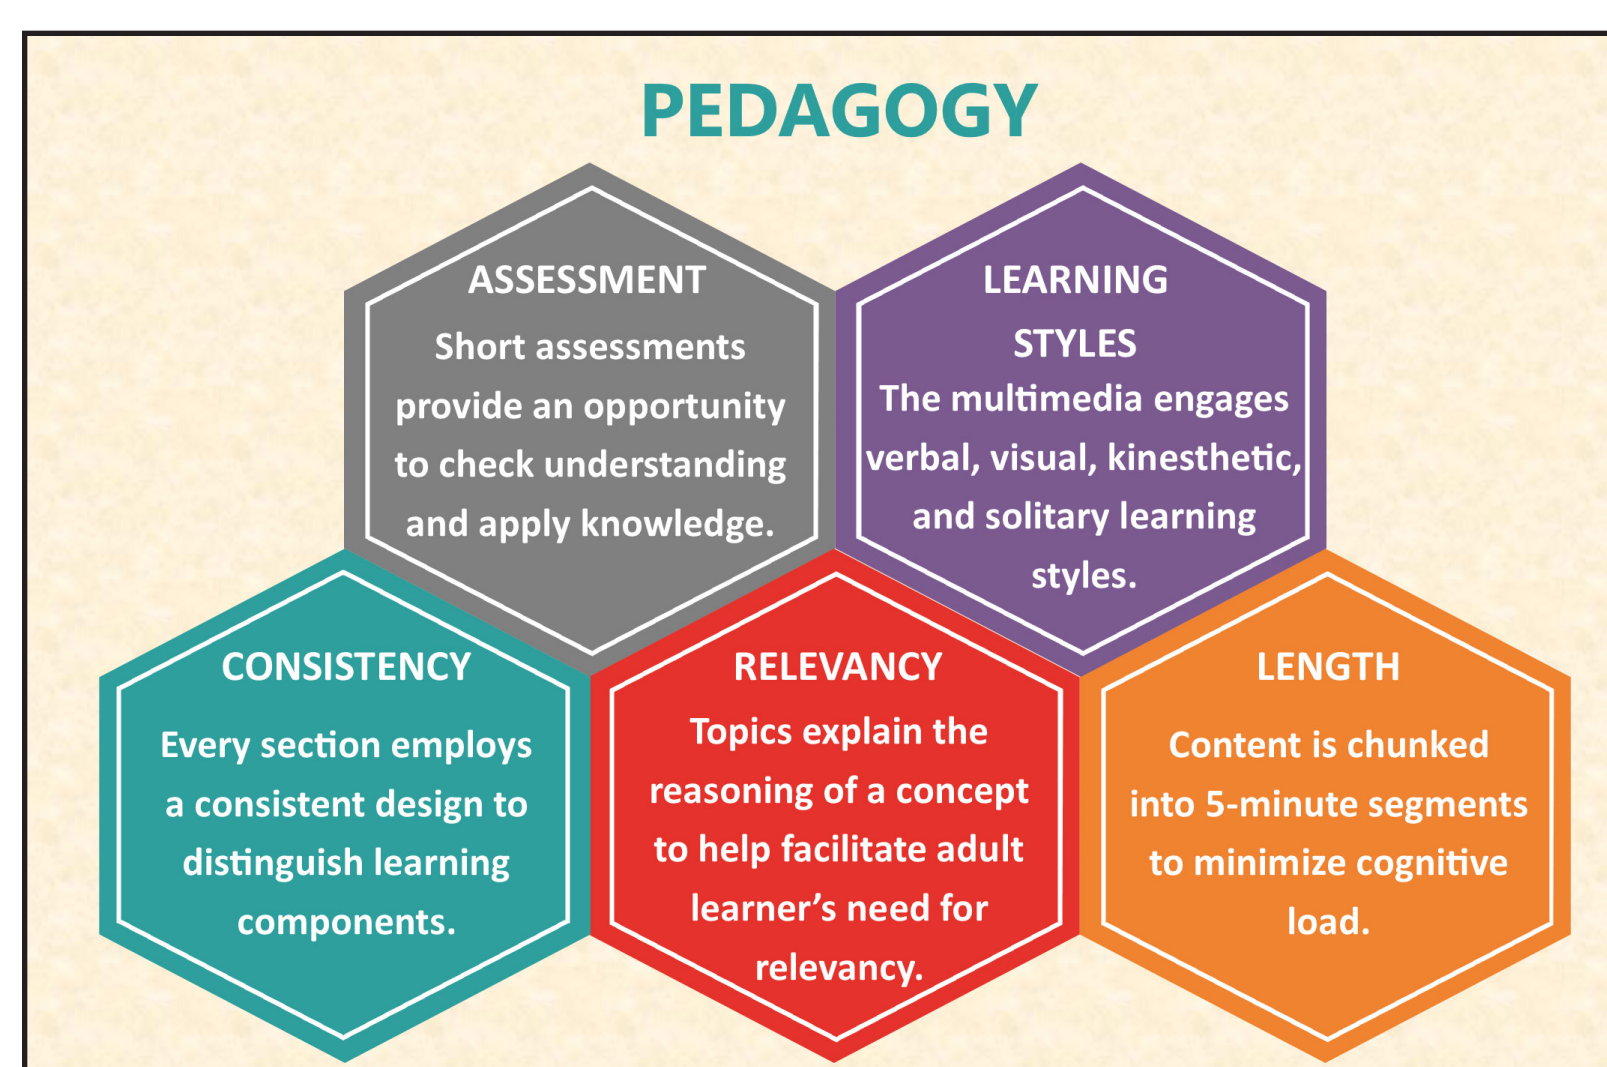 PEDAGOGY
ASSESSMENT
Short assessments
provide an opportunity
to check understanding
and apply knowledge.
LEARNING
STYLES
The multimedia engages
verbal, visual, kinesthetic,
and solitary learning
styles.
CONSISTENCY
Every section employs
a consistent design to
distinguish learning
components.
RELEVANCY
Topics explain the
reasoning of a concept
to help facilitate adult
learner’s need for
relevancy.
LENGTH
Content is chunked
into 5-minute segments
to minimize cognitive
load.